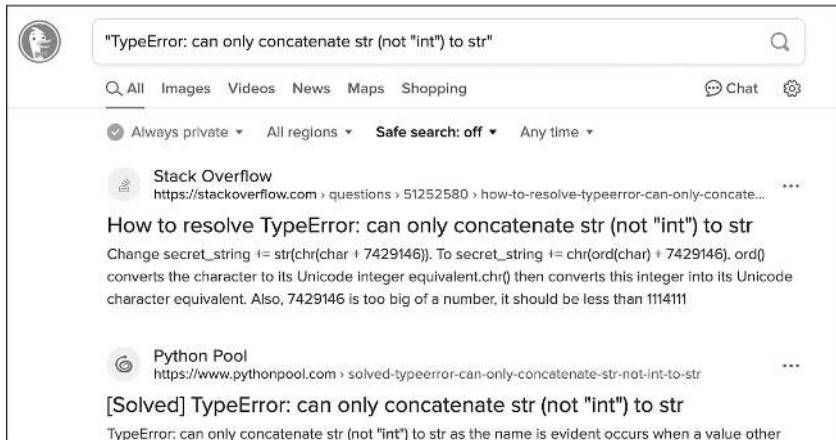 "TypeError: can only concatenate str (not "int") to str"
All Images Videos News Maps Shopping Chat
Always private All regions Safe search: off Any time
Stack Overflow
https://stackoverflow.com › questions › 51252580 › how-to-resolve-typeerror-can-only-concate...
How to resolve TypeError: can only concatenate str (not "int") to str
Change secret_string += str(chr(char + 7429146)). To secret_string += chr(ord(char) + 7429146). ord()
converts the character to its Unicode integer equivalent.chr() then converts this integer into its Unicode
character equivalent. Also, 7429146 is too big of a number, it should be less than 1114111
Python Pool
https://www.pythonpool.com › solved-typeerror-can-only-concatenate-str-not-int-to-str
[Solved] TypeError: can only concatenate str (not "int") to str
TypeError: can only concatenate str (not "int") to str as the name is evident occurs when a value other